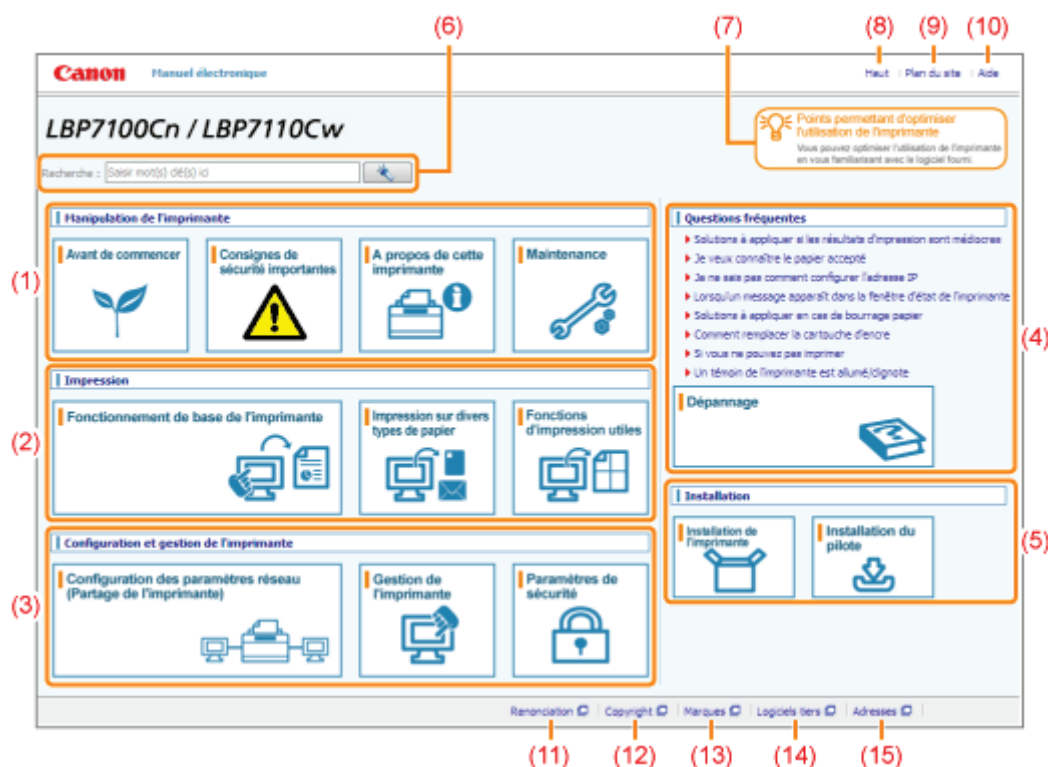 (6)
(7)
(8)
(9)
(10)
Canon Manuel électronique
Haut Plan du site Aide
LBP7100Cn / LBP7110Cw
Points permettant d'optimiser
l'utilisation de l'imprimante
Vous pouvez optimiser l'utilisation de l'imprimante
en vous familiarisant avec le logiciel fourni.
Recherche : Saisir mot(s) clé(s) ici
(1)
Manipulation de l'imprimante
Avant de commencer
Consignes de
sécurité importantes
A propos de cette
imprimante
Maintenance
(2)
Impression
Fonctionnement de base de l'imprimante
Impression sur divers
types de papier
Fonctions
d'impression utiles
(3)
Configuration et gestion de l'imprimante
Configuration des paramètres réseau
(Partage de l'imprimante)
Gestion de
l'imprimante
Paramètres de
sécurité
Questions fréquentes
Solutions à appliquer si les résultats d'impression sont médiocres
Je veux connaître le papier accepté
Je ne sais pas comment configurer l'adresse IP
Lorsqu'un message apparaît dans la fenêtre d'état de l'imprimante
Solutions à appliquer en cas de bourrage papier
Comment remplacer la cartouche d'encre
Si vous ne pouvez pas imprimer
Un témoin de l'imprimante est allumé/clignote
Dépannage
(4)
Installation
Installation de
l'imprimante
Installation du
pilote
(5)
Renonciation Copyright Marques Logiciels tiers Adresses
(11)
(12)
(13)
(14)
(15)